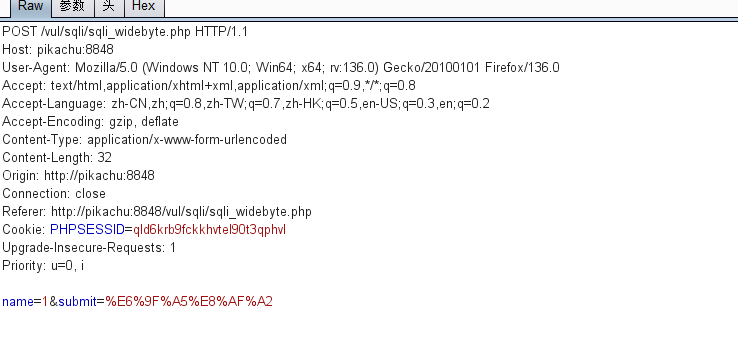 Raw 参数 头 Hex
POST /vul/sqli/sqli_widebyte.php HTTP/1.1
Host: pikachu:8848
User-Agent: Mozilla/5.0 (Windows NT 10.0; Win64; x64; rv:136.0) Gecko/20100101 Firefox/136.0
Accept: text/html,application/xhtml+xml,application/xml;q=0.9,*/*;q=0.8
Accept-Language: zh-CN,zh;q=0.8,zh-TW;q=0.7,zh-HK;q=0.5,en-US;q=0.3,en;q=0.2
Accept-Encoding: gzip, deflate
Content-Type: application/x-www-form-urlencoded
Content-Length: 32
Origin: http://pikachu:8848
Connection: close
Referer: http://pikachu:8848/vul/sqli/sqli_widebyte.php
Cookie: PHPSESSID=qld6krb9fckkhvtel90t3qphvl
Upgrade-Insecure-Requests: 1
Priority: u=0, i
name=1&submit=%E6%9F%A5%E8%AF%A2